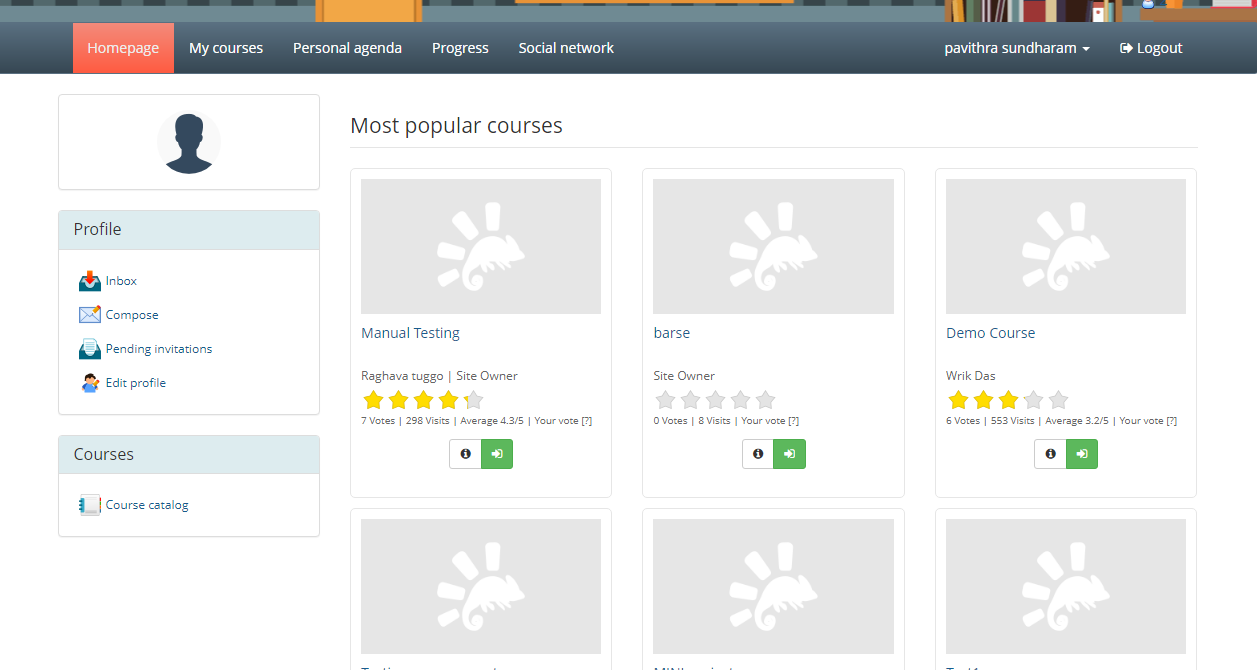 Homepage My courses Personal agenda Progress Social network pavithra sundharam Logout
Profile
Inbox
Compose
Pending invitations
Edit profile
Courses
Course catalog
Most popular courses
Manual Testing
Raghava tuggo | Site Owner
7 Votes | 298 Visits | Average 4.3/5 | Your vote [?]
barse
Site Owner
0 Votes | 8 Visits | Your vote [?]
Demo Course
Wrik Das
6 Votes | 553 Visits | Average 3.2/5 | Your vote [?]